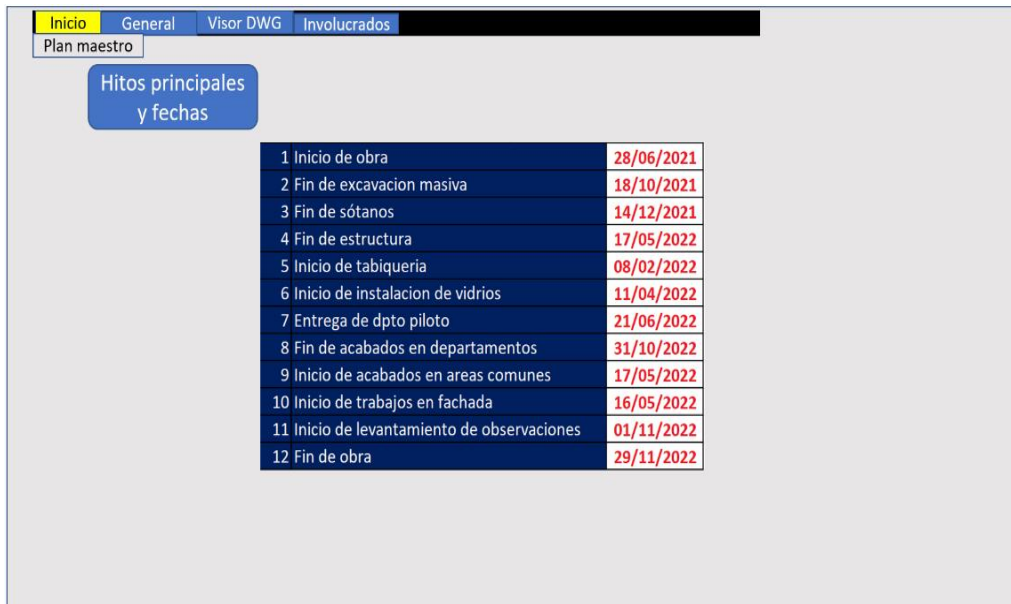 Inicio General Visor DWG Involucrados
Plan maestro
Hitos principales
y fechas
1 Inicio de obra 28/06/2021
2 Fin de excavacion masiva 18/10/2021
3 Fin de sótanos 14/12/2021
4 Fin de estructura 17/05/2022
5 Inicio de tabiqueria 08/02/2022
6 Inicio de instalacion de vidrios 11/04/2022
7 Entrega de dpto piloto 21/06/2022
8 Fin de acabados en departamentos 31/10/2022
9 Inicio de acabados en areas comunes 17/05/2022
10 Inicio de trabajos en fachada 16/05/2022
11 Inicio de levantamiento de observaciones 01/11/2022
12 Fin de obra 29/11/2022